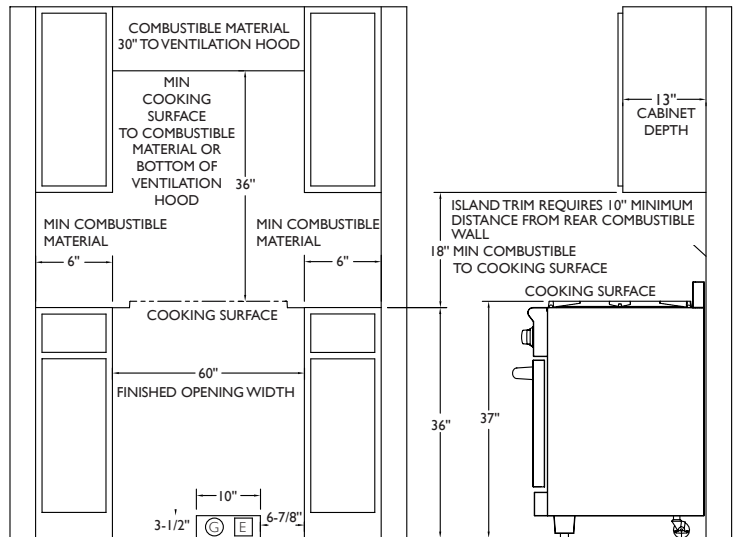 COMBUSTIBLE MATERIAL
30" TO VENTILATION HOOD
MIN
COOKING
SURFACE
TO COMBUSTIBLE
MATERIAL OR
BOTTOM OF
VENTILATION
HOOD
36"
MIN COMBUSTIBLE
MATERIAL
6"
MIN COMBUSTIBLE
MATERIAL
6"
COOKING SURFACE
60"
FINISHED OPENING WIDTH
10"
3-1/2"
G
E
6-7/8"
13"
CABINET
DEPTH
ISLAND TRIM REQUIRES 10" MINIMUM
DISTANCE FROM REAR COMBUSTIBLE
WALL
18" MIN COMBUSTIBLE
TO COOKING SURFACE
COOKING SURFACE
36"
37"